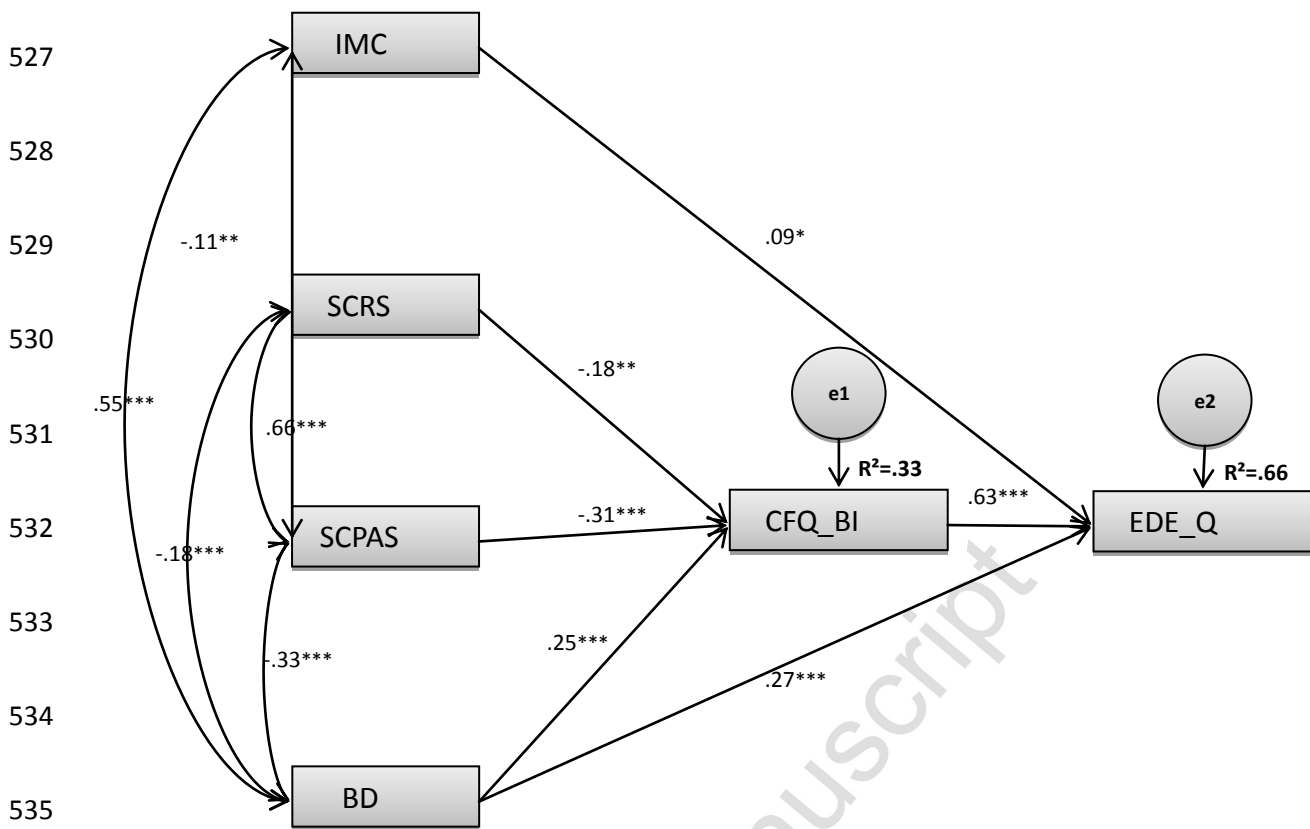 527
IMC
528
529
-.11**
.09*
SCRS
530
-.18**
e1
e2
.55***
531
.66***
R²=.33
R²=.66
532
SCPAS
-.31***
CFQ_BI
.63***
EDE_Q
-.18***
533
-.33***
.25***
.27***
534
535
BD